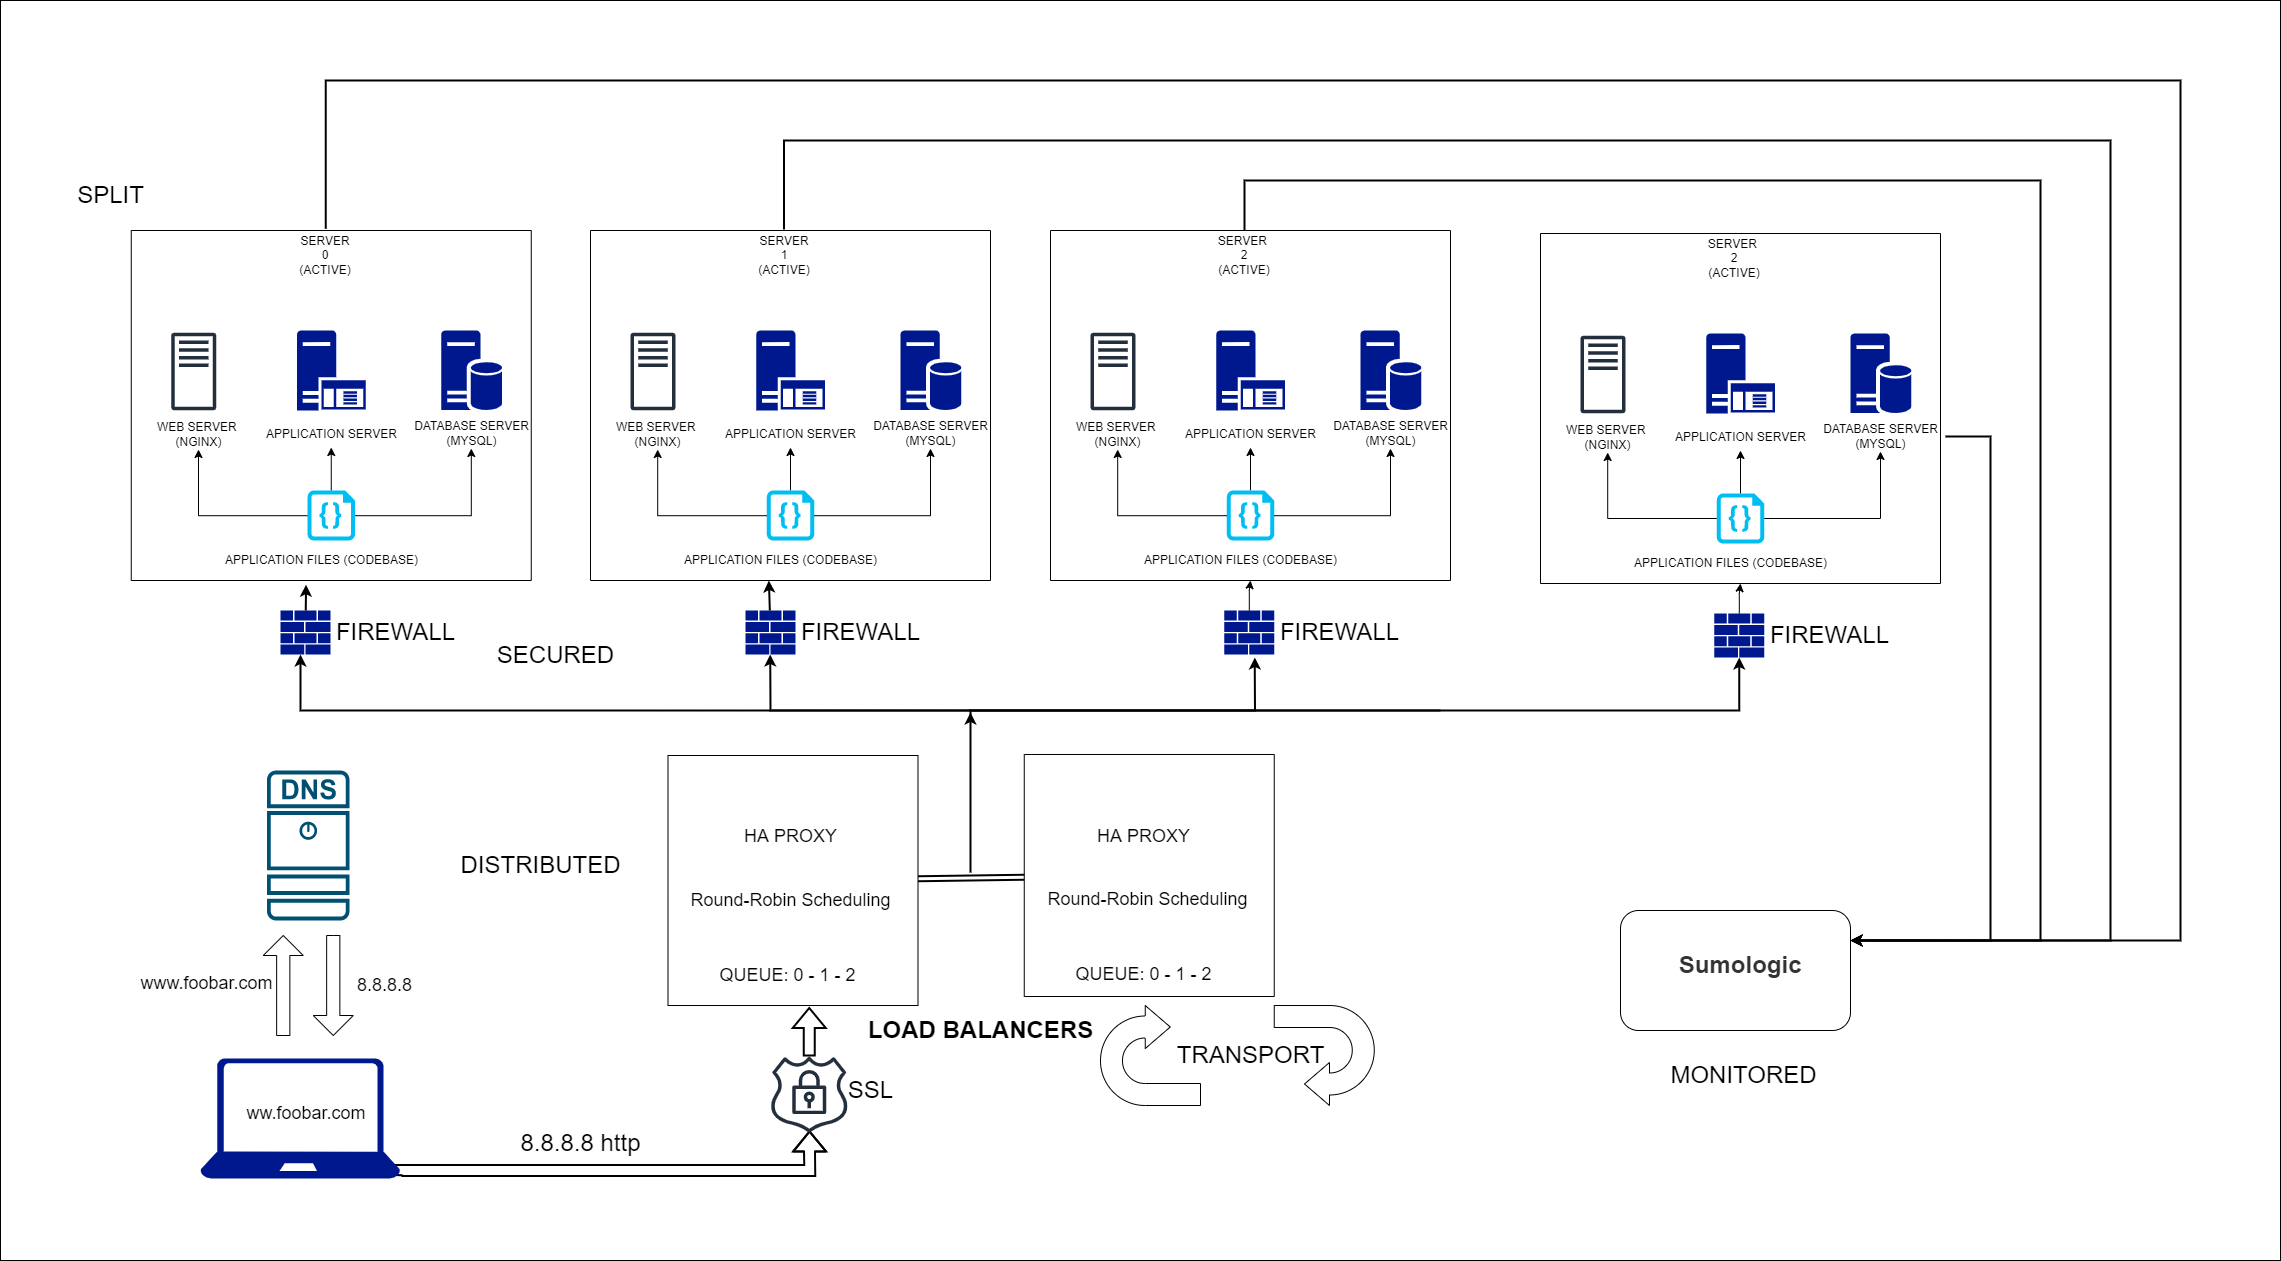 SPLIT
SERVER
0
(ACTIVE)
WEB SERVER
(NGINX)
APPLICATION SERVER
DATABASE SERVER
(MYSQL)
{}
APPLICATION FILES (CODEBASE)
SERVER
1
(ACTIVE)
WEB SERVER
(NGINX)
APPLICATION SERVER
DATABASE SERVER
(MYSQL)
{}
APPLICATION FILES (CODEBASE)
SERVER
2
(ACTIVE)
WEB SERVER
(NGINX)
APPLICATION SERVER
DATABASE SERVER
(MYSQL)
{}
APPLICATION FILES (CODEBASE)
SERVER
2
(ACTIVE)
WEB SERVER
(NGINX)
APPLICATION SERVER
DATABASE SERVER
(MYSQL)
{}
APPLICATION FILES (CODEBASE)
FIREWALL
FIREWALL
FIREWALL
FIREWALL
SECURED
DNS
DISTRIBUTED
HA PROXY
Round-Robin Scheduling
QUEUE: 0 - 1 - 2
HA PROXY
Round-Robin Scheduling
QUEUE: 0 - 1 - 2
www.foobar.com
8.8.8.8
LOAD BALANCERS
TRANSPORT
Sumologic
MONITORED
SSL
ww.foobar.com
8.8.8.8 http